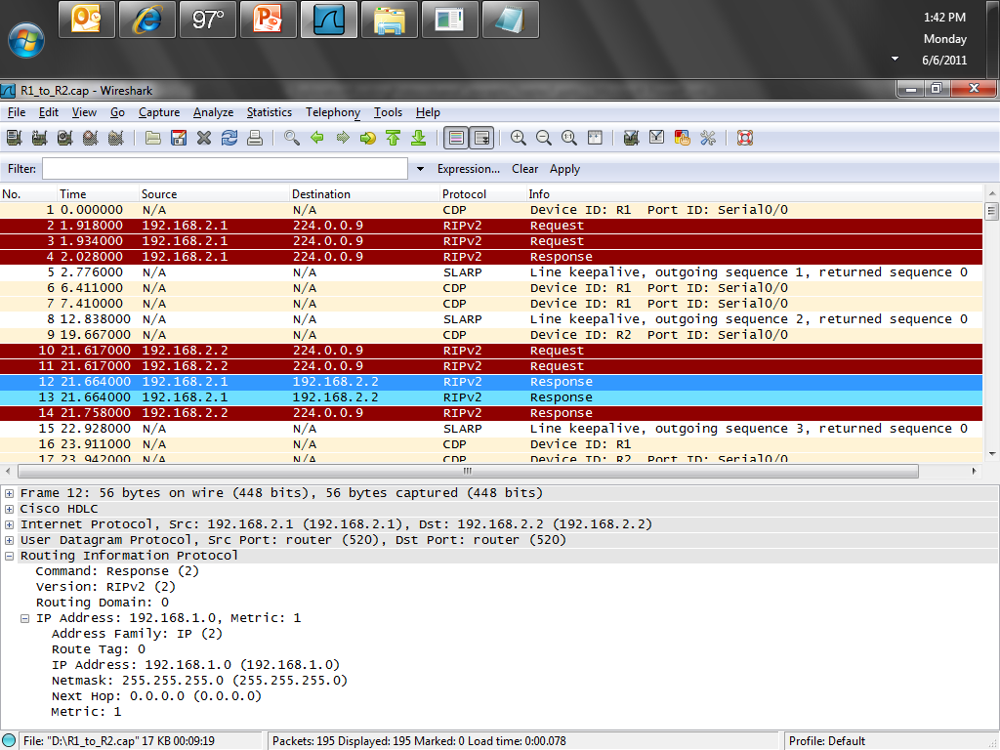 97°
1:42 PM
Monday
6/6/2011
R1_to_R2.cap - Wireshark
File Edit View Go Capture Analyze Statistics Telephony Tools Help
Filter: Expression... Clear Apply
No. Time Source Destination Protocol Info
1 0.000000 N/A N/A CDP Device ID: R1 Port ID: Serial0/0
2 1.918000 192.168.2.1 224.0.0.9 RIPv2 Request
3 1.934000 192.168.2.1 224.0.0.9 RIPv2 Request
4 2.028000 192.168.2.1 224.0.0.9 RIPv2 Response
5 2.776000 N/A N/A SLARP Line keepalive, outgoing sequence 1, returned sequence 0
6 6.411000 N/A N/A CDP Device ID: R1 Port ID: Serial0/0
7 7.410000 N/A N/A CDP Device ID: R1 Port ID: Serial0/0
8 12.838000 N/A N/A SLARP Line keepalive, outgoing sequence 2, returned sequence 0
9 19.667000 N/A N/A CDP Device ID: R2 Port ID: Serial0/0
10 21.617000 192.168.2.2 224.0.0.9 RIPv2 Request
11 21.617000 192.168.2.2 224.0.0.9 RIPv2 Request
12 21.664000 192.168.2.1 192.168.2.2 RIPv2 Response
13 21.664000 192.168.2.1 192.168.2.2 RIPv2 Response
14 21.758000 192.168.2.2 224.0.0.9 RIPv2 Response
15 22.928000 N/A N/A SLARP Line keepalive, outgoing sequence 3, returned sequence 0
16 23.911000 N/A N/A CDP Device ID: R1
17 23.942000 N/A N/A CDP Device ID: R2 Port ID: Serial0/0
Frame 12: 56 bytes on wire (448 bits), 56 bytes captured (448 bits)
Cisco HDLC
Internet Protocol, Src: 192.168.2.1 (192.168.2.1), Dst: 192.168.2.2 (192.168.2.2)
User Datagram Protocol, Src Port: router (520), Dst Port: router (520)
Routing Information Protocol
Command: Response (2)
Version: RIPv2 (2)
Routing Domain: 0
IP Address: 192.168.1.0, Metric: 1
Address Family: IP (2)
Route Tag: 0
IP Address: 192.168.1.0 (192.168.1.0)
Netmask: 255.255.255.0 (255.255.255.0)
Next Hop: 0.0.0.0 (0.0.0.0)
Metric: 1
File: "D:\R1_to_R2.cap" 17 KB 00:09:19 Packets: 195 Displayed: 195 Marked: 0 Load time: 0:00.078 Profile: Default